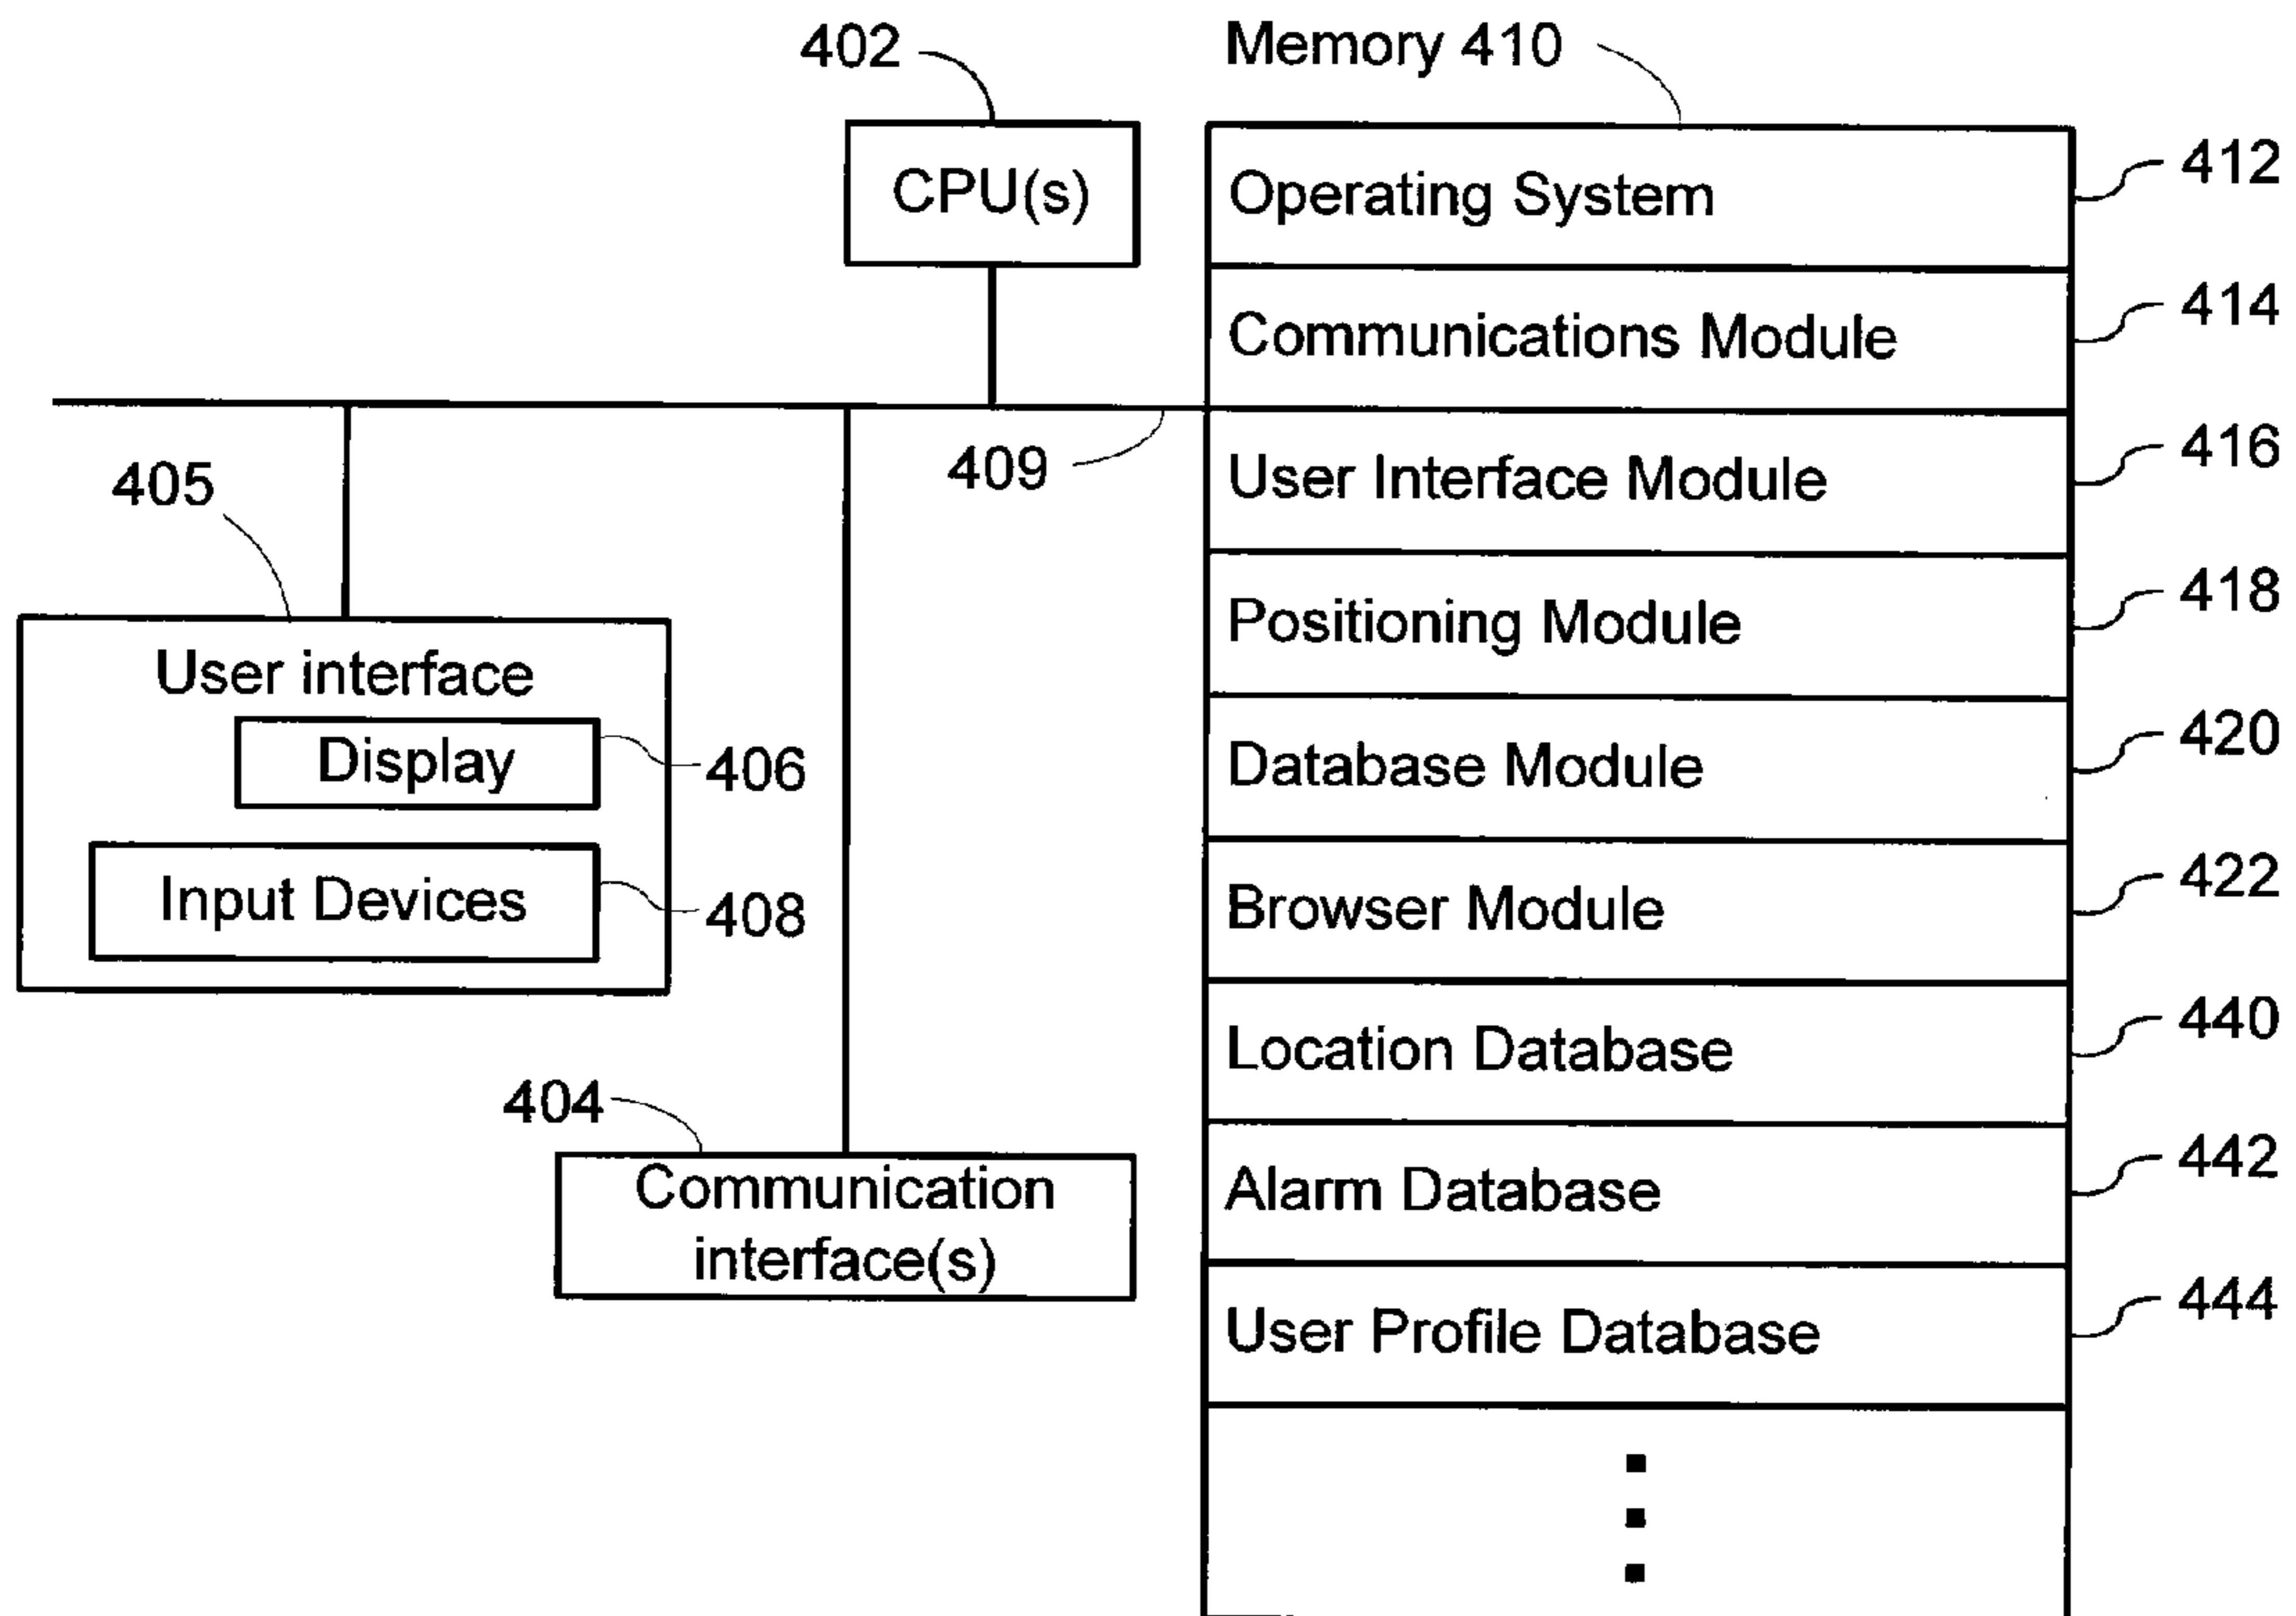 402
Memory 410
CPU(s)
Operating System
412
Communications Module
414
409
User Interface Module
416
405
Positioning Module
418
User interface
Display
406
Database Module
420
Input Devices
408
Browser Module
422
Location Database
440
404
Communication
interface(s)
Alarm Database
442
User Profile Database
444